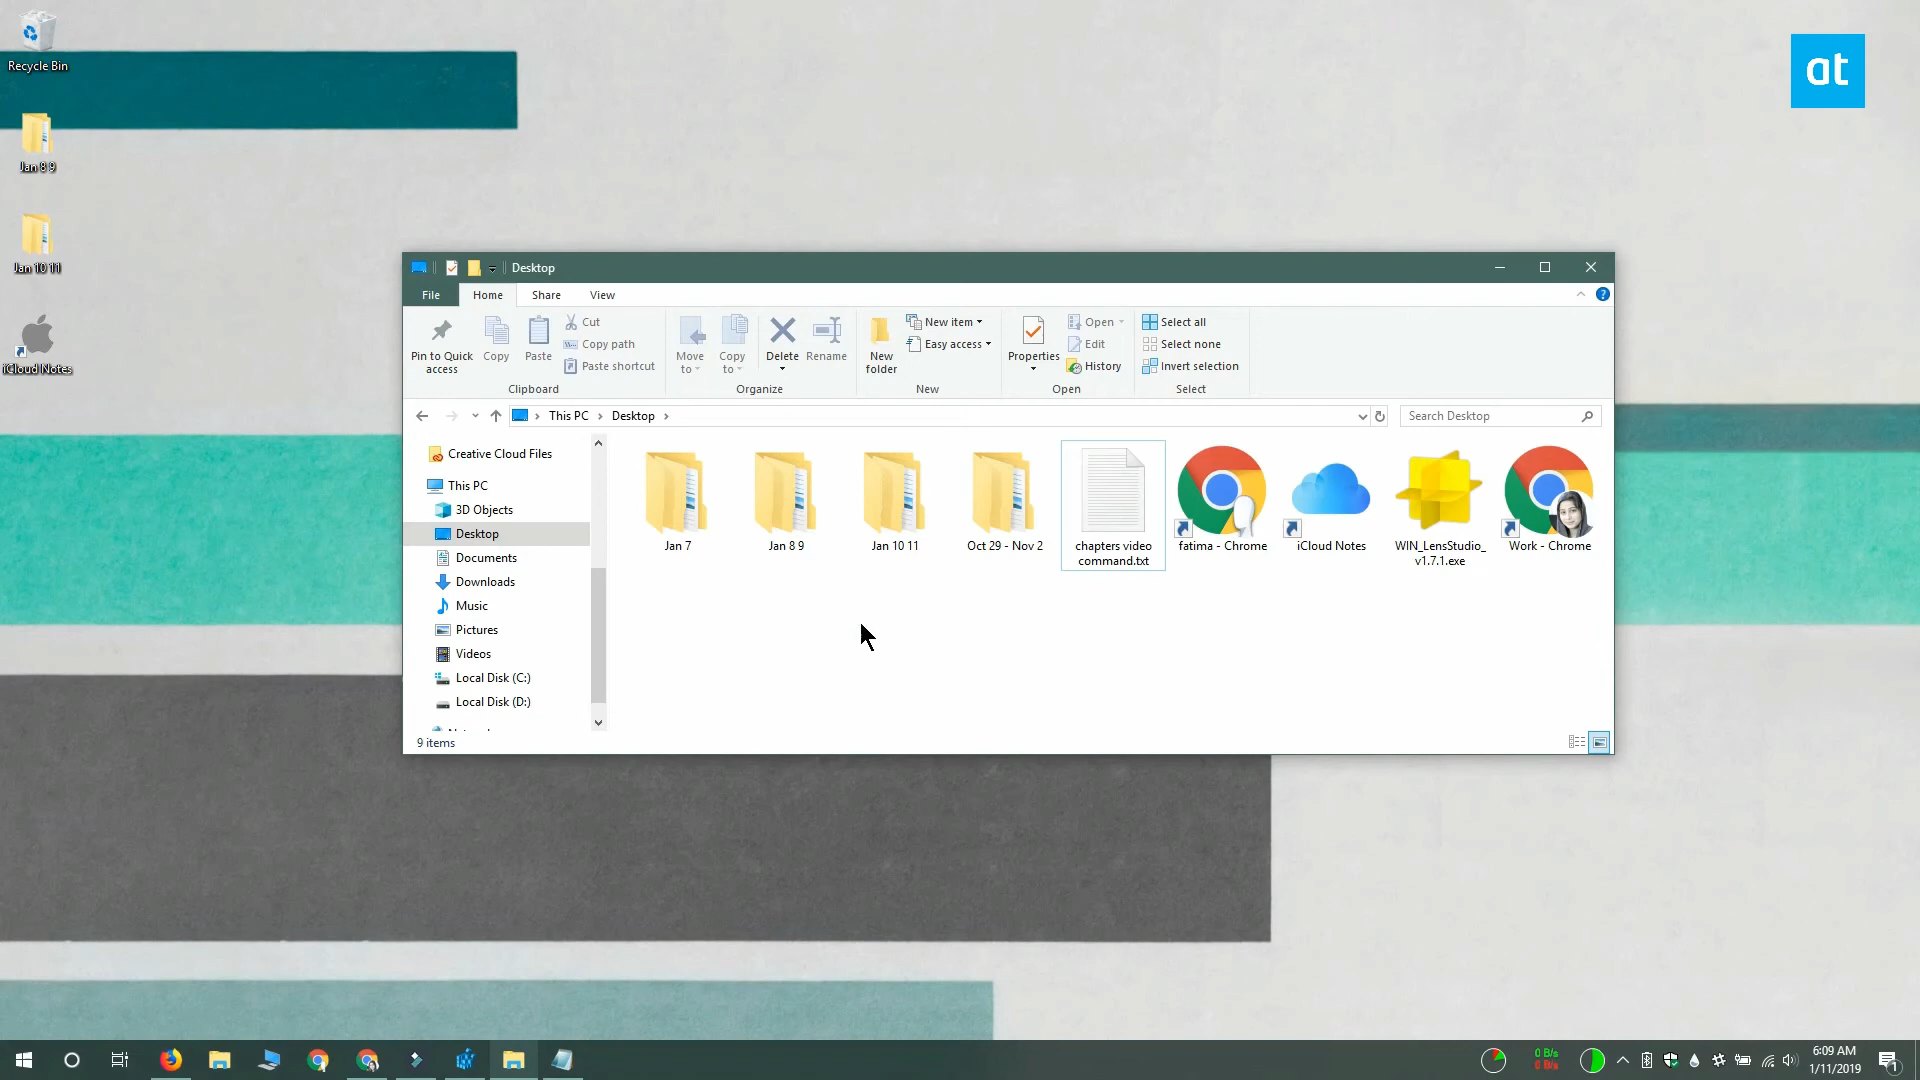 Recycle Bin
at
Jan 8 9
Jan 10 11
iCloud Notes
Desktop
File Home Share View
Pin to Quick access
Copy
Paste
Cut
Copy path
Paste shortcut
Clipboard
Move to
Copy to
Delete
Rename
Organize
New folder
New item
Easy access
New
Properties
Open
Edit
History
Open
Select all
Select none
Invert selection
Select
This PC Desktop
Search Desktop
Creative Cloud Files
This PC
3D Objects
Desktop
Documents
Downloads
Music
Pictures
Videos
Local Disk (C:)
Local Disk (D:)
Jan 7
Jan 8 9
Jan 10 11
Oct 29 - Nov 2
chapters video
command.txt
fatima - Chrome
iCloud Notes
WIN_LensStudio_
v1.7.1.exe
Work - Chrome
9 items
0 B/s
0 B/s
6:09 AM
1/11/2019
1